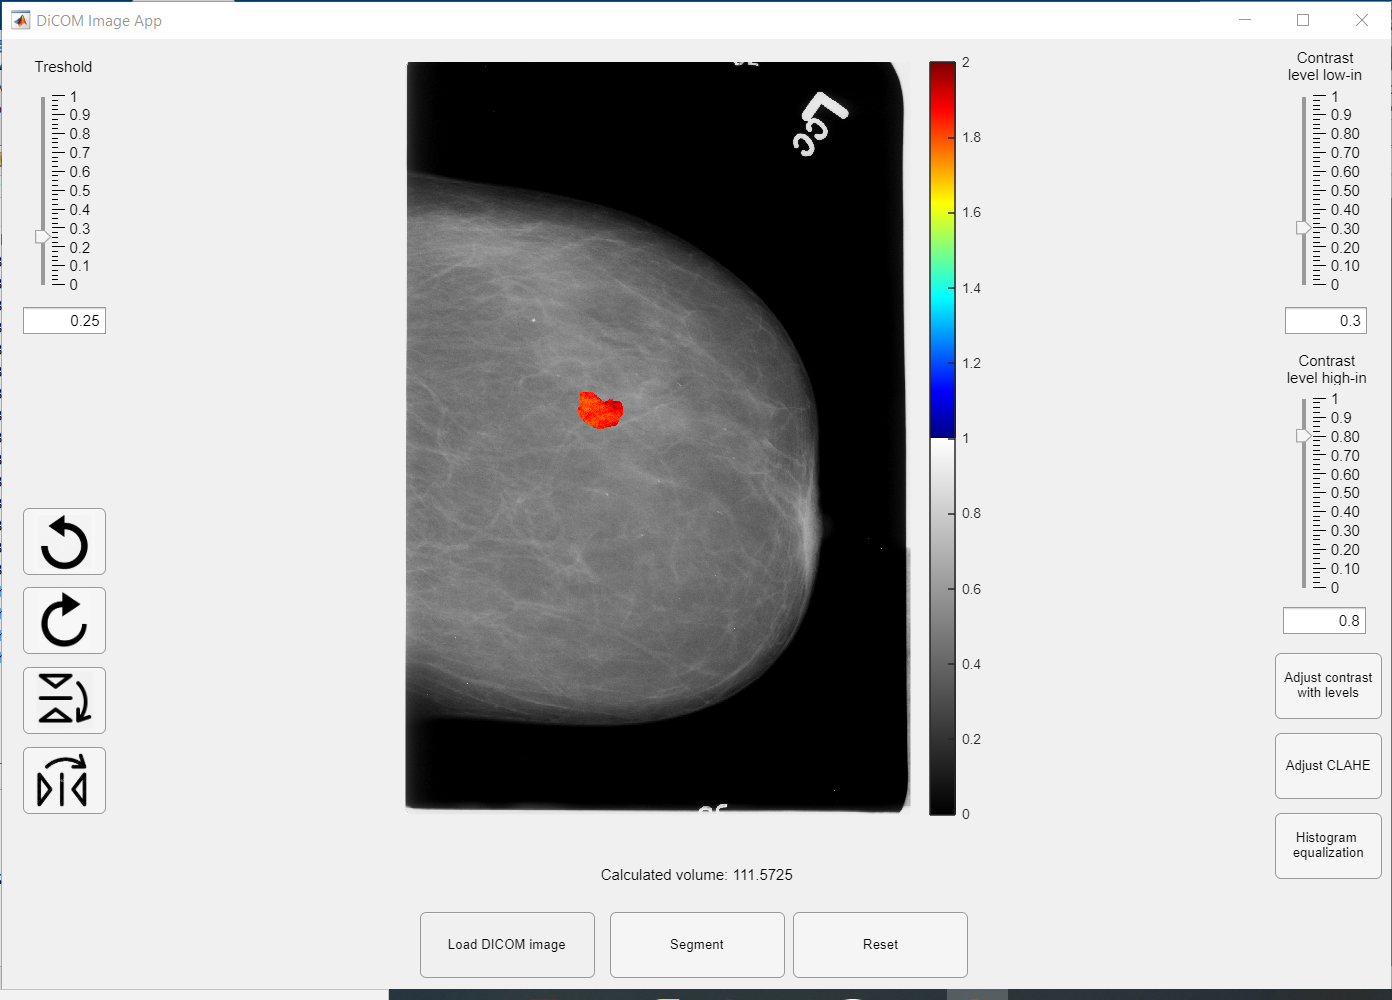 DiCOM Image App
Treshold
1
0.9
0.8
0.7
0.6
0.5
0.4
0.3
0.2
0.1
0
0.25
L
CC
2
1.8
1.6
1.4
1.2
1
0.8
0.6
0.4
0.2
0
Contrast
level low-in
1
0.9
0.80
0.70
0.60
0.50
0.40
0.30
0.20
0.10
0
0.3
Contrast
level high-in
1
0.9
0.80
0.70
0.60
0.50
0.40
0.30
0.20
0.10
0
0.8
Adjust contrast
with levels
Adjust CLAHE
Histogram
equalization
Calculated volume: 111.5725
Load DICOM image
Segment
Reset